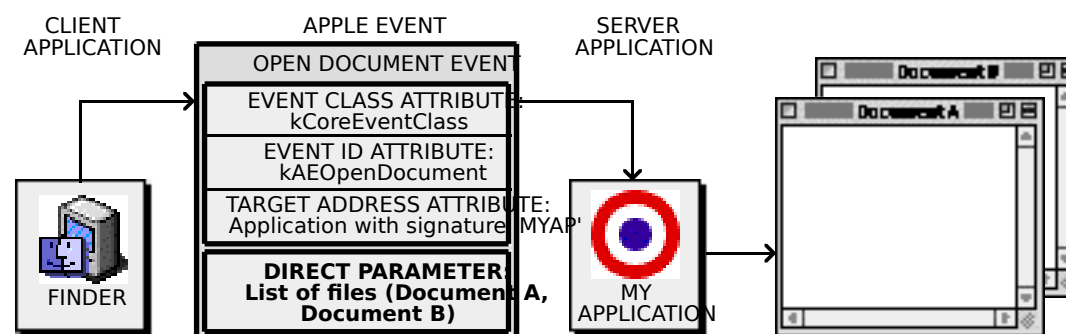 CLIENT
APPLICATION
APPLE EVENT
SERVER
APPLICATION
OPEN DOCUMENT EVENT
EVENT CLASS ATTRIBUTE:
kCoreEventClass
EVENT ID ATTRIBUTE:
kAEOpenDocument
TARGET ADDRESS ATTRIBUTE:
Application with signature 'MYAP'
DIRECT PARAMETER:
List of files (Document A,
Document B)
FINDER
MY
APPLICATION
Document B
Document A